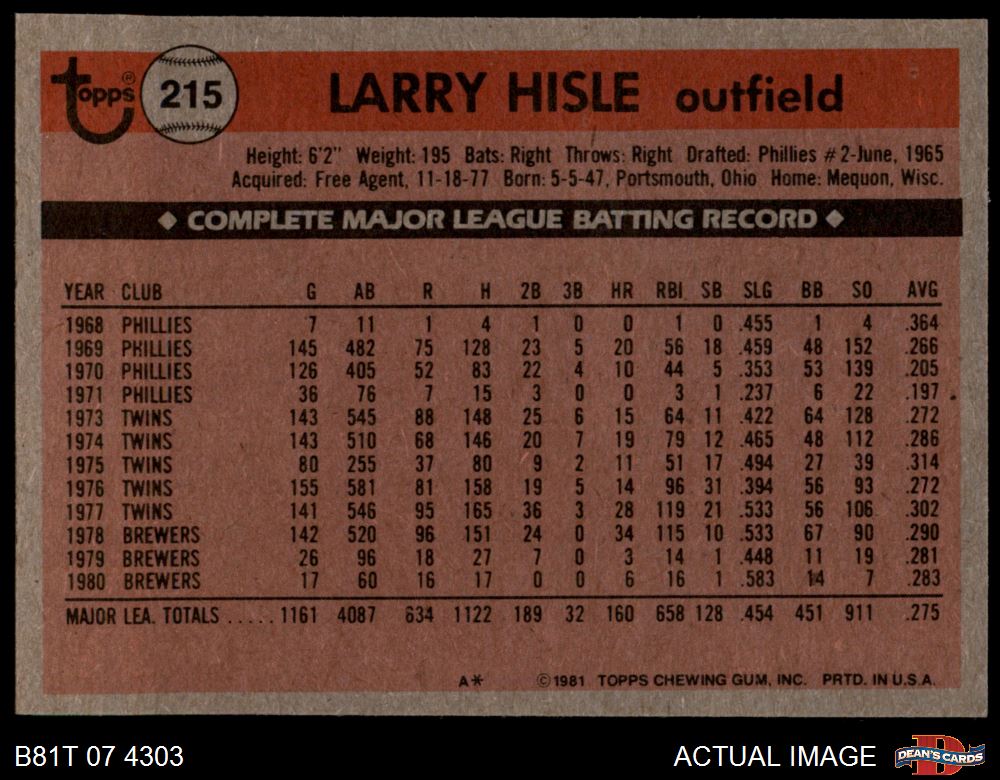 topps® 215 LARRY HISLE outfield
Height: 6'2" Weight: 195 Bats: Right Throws: Right Drafted: Phillies #2-June, 1965
Acquired: Free Agent, 11-18-77 Born: 5-5-47, Portsmouth, Ohio Home: Mequon, Wisc.
◆ COMPLETE MAJOR LEAGUE BATTING RECORD ◆
YEAR CLUB G AB R H 2B 3B HR RBI SB SLG BB SO AVG
1968 PHILLIES 7 11 1 4 1 0 0 1 0 .455 1 4 .364
1969 PHILLIES 145 482 75 128 23 5 20 56 18 .459 48 152 .266
1970 PHILLIES 126 405 52 83 22 4 10 44 5 .353 53 139 .205
1971 PHILLIES 36 76 7 15 3 0 0 3 1 .237 6 22 .197
1973 TWINS 143 545 88 148 25 6 15 64 11 .422 64 128 .272
1974 TWINS 143 510 68 146 20 7 19 79 12 .465 48 112 .286
1975 TWINS 80 255 37 80 9 2 11 51 17 .494 27 39 .314
1976 TWINS 155 581 81 158 19 5 14 96 31 .394 56 93 .272
1977 TWINS 141 546 95 165 36 3 28 119 21 .533 56 106 .302
1978 BREWERS 142 520 96 151 24 0 34 115 10 .533 67 90 .290
1979 BREWERS 26 96 18 27 7 0 3 14 1 .448 11 19 .281
1980 BREWERS 17 60 16 17 0 0 6 16 1 .583 14 7 .283
MAJOR LEA. TOTALS ..... 1161 4087 634 1122 189 32 160 658 128 .454 451 911 .275
A* ©1981 TOPPS CHEWING GUM, INC. PRTD. IN U.S.A.
B81T 07 4303 ACTUAL IMAGE DEAN'S CARDS